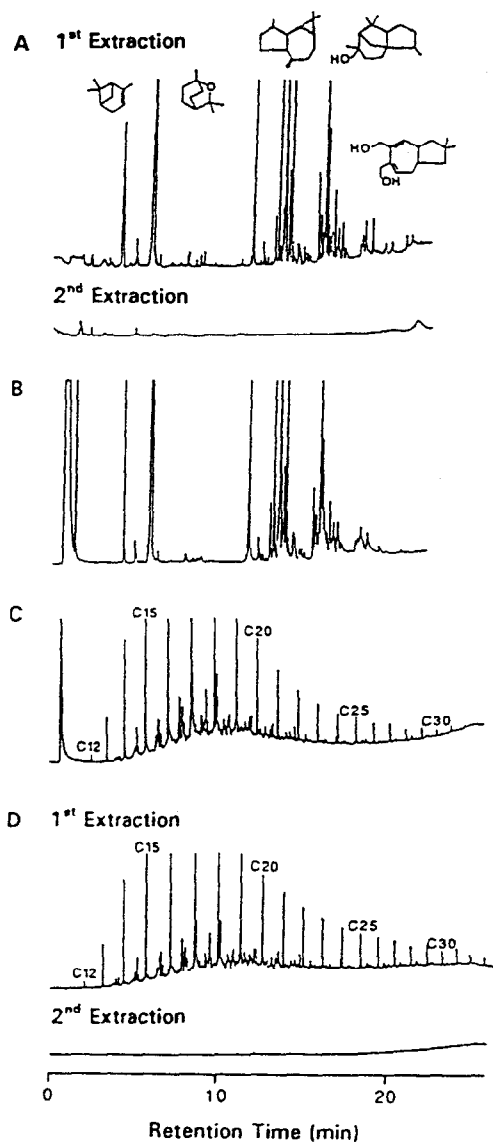 A 1st Extraction
HO
HO
OH
O
2nd Extraction
B
C
C12
C15
C20
C25
C30
D 1st Extraction
C12
C15
C20
C25
C30
2nd Extraction
0 10 20
Retention Time (min)